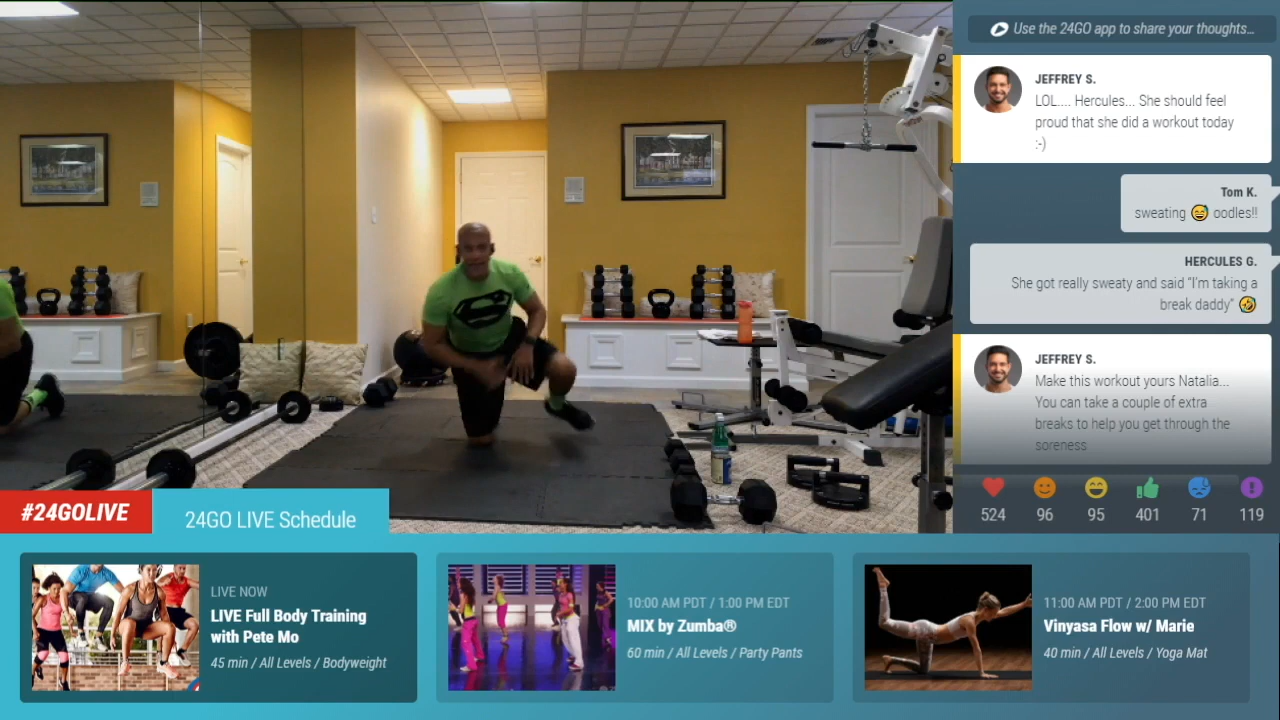 Use the 24GO app to share your thoughts...
JEFFREY S.
LOL.... Hercules... She should feel
proud that she did a workout today
:-)
Tom K.
sweating 😅 oodles!!
HERCULES G.
She got really sweaty and said “I'm taking a
break daddy” 🤣
JEFFREY S.
Make this workout yours Natalia...
You can take a couple of extra
breaks to help you get through the
soreness
524 96 95 401 71 119
#24GOLIVE
24GO LIVE Schedule
LIVE NOW
LIVE Full Body Training
with Pete Mo
45 min / All Levels / Bodyweight
10:00 AM PDT / 1:00 PM EDT
MIX by Zumba®
60 min / All Levels / Party Pants
11:00 AM PDT / 2:00 PM EDT
Vinyasa Flow w/ Marie
40 min / All Levels / Yoga Mat